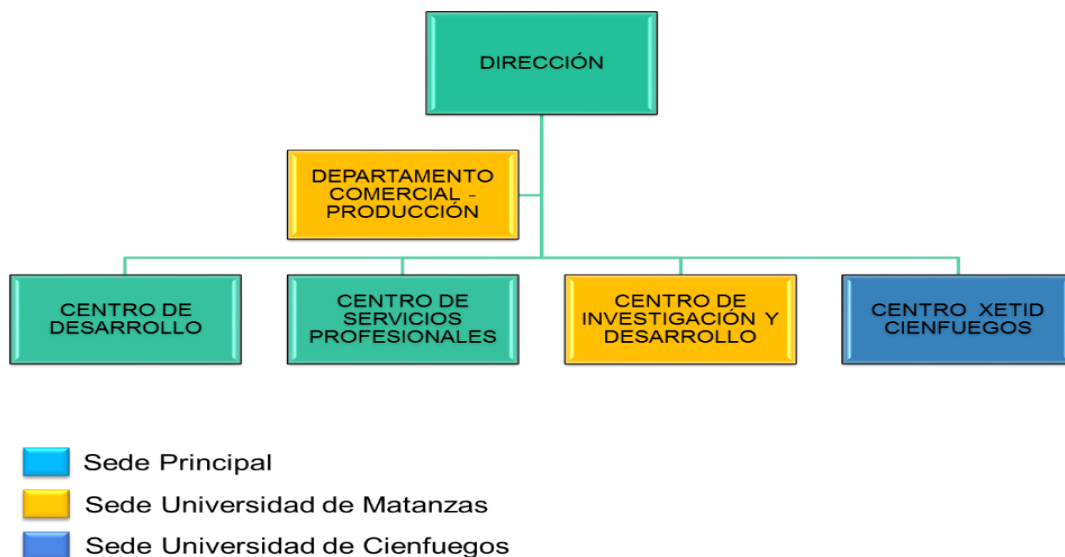 DIRECCIÓN
DEPARTAMENTO
COMERCIAL -
PRODUCCIÓN
CENTRO DE
DESARROLLO
CENTRO DE
SERVICIOS
PROFESIONALES
CENTRO DE
INVESTIGACIÓN Y
DESARROLLO
CENTRO XETID
CIENFUEGOS
Sede Principal
Sede Universidad de Matanzas
Sede Universidad de Cienfuegos